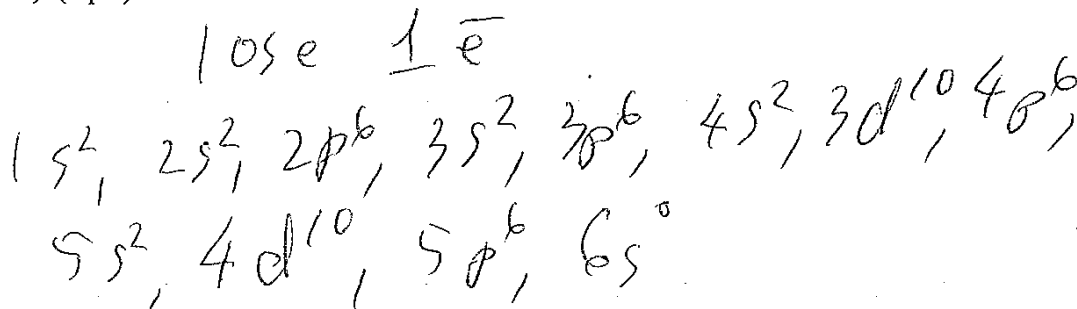 lose 1 e̅
1s², 2s², 2p⁶, 3s², 3p⁶, 4s², 3d¹⁰, 4p⁶,
5s², 4d¹⁰, 5p⁶, 6s⁰